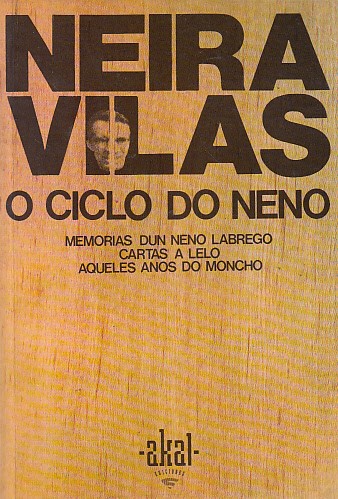 NEIRA
VILAS
O CICLO DO NENO
MEMORIAS DUN NENO LABREGO
CARTAS A LELO
AQUELES ANOS DO MONCHO
-akal-